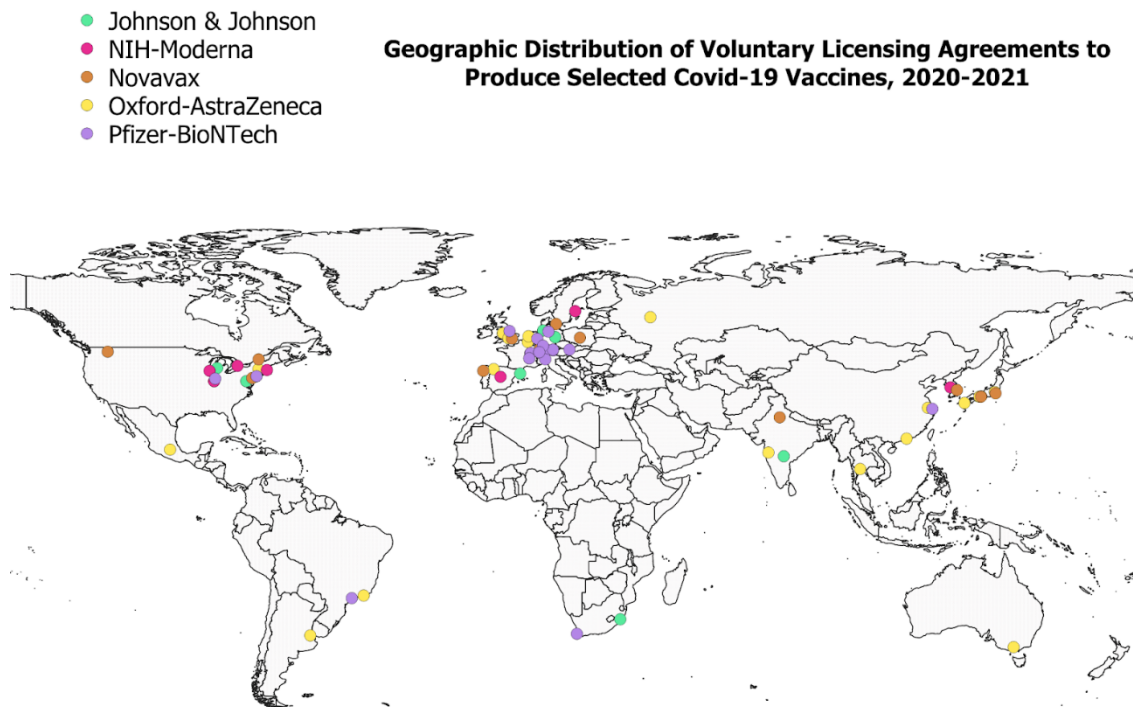 Johnson & Johnson
NIH-Moderna
Novavax
Oxford-AstraZeneca
Pfizer-BioNTech
Geographic Distribution of Voluntary Licensing Agreements to
Produce Selected Covid-19 Vaccines, 2020-2021